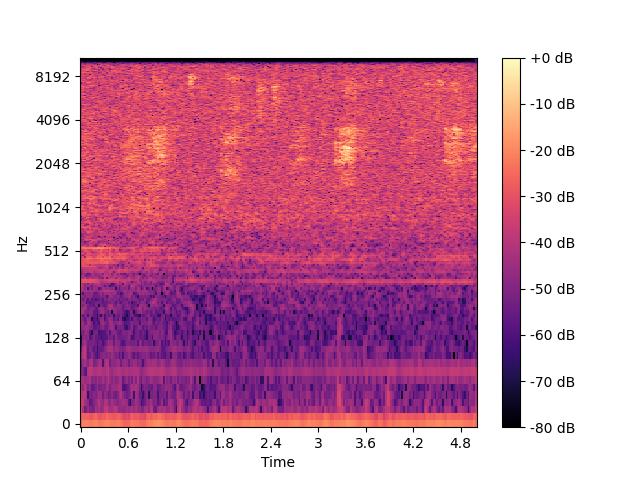 8192
4096
2048
1024
512
256
128
64
0
Hz
0 0.6 1.2 1.8 2.4 3 3.6 4.2 4.8
Time
+0 dB
-10 dB
-20 dB
-30 dB
-40 dB
-50 dB
-60 dB
-70 dB
-80 dB